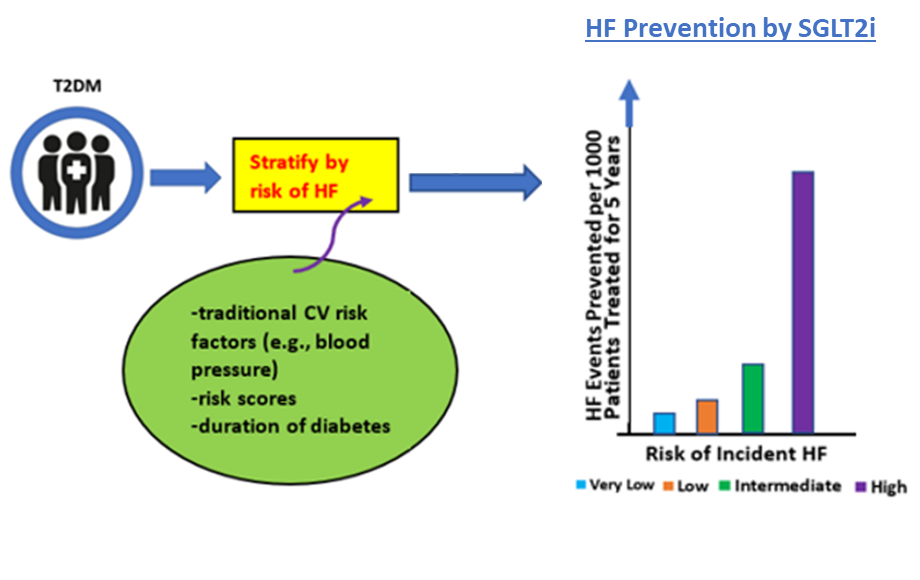 HF Prevention by SGLT2i
T2DM
Stratify by
risk of HF
-traditional CV risk
factors (e.g., blood
pressure)
-risk scores
-duration of diabetes
HF Events Prevented per 1000
Patients Treated for 5 Years
Risk of Incident HF
Very Low Low Intermediate High